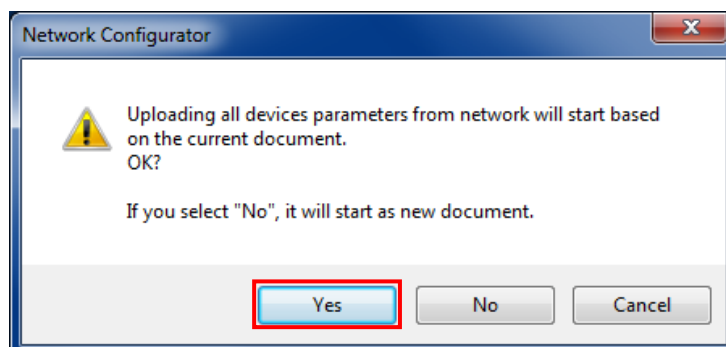 Network Configurator
Uploading all devices parameters from network will start based
on the current document.
OK?
If you select "No", it will start as new document.
Yes No Cancel